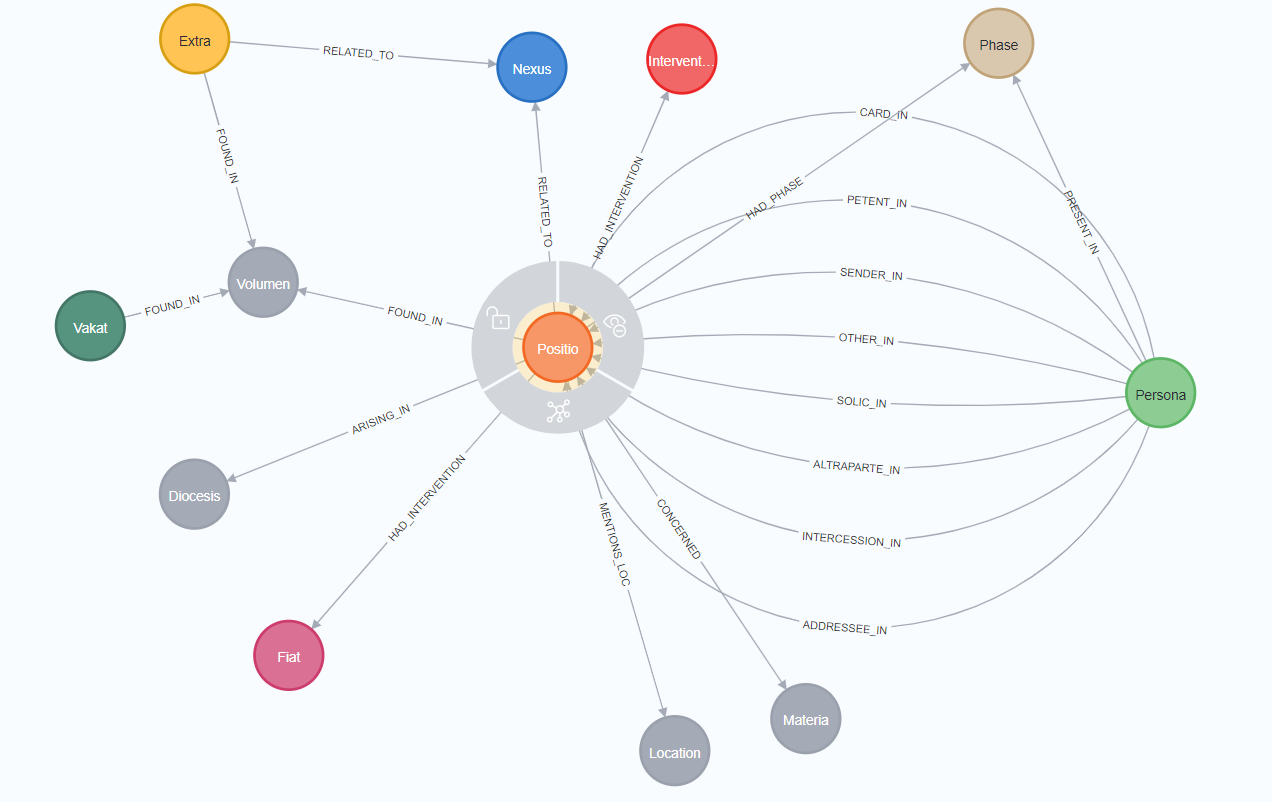 Extra
RELATED_TO
Nexus
Intervent...
Phase
CARD_IN
FOUND_IN
HAD_INTERVENTION
HAD_PHASE
PETENT_IN
PRESENT_IN
RELATED_TO
SENDER_IN
Volumen
FOUND_IN
Vakat
FOUND_IN
Positio
OTHER_IN
Persona
SOLIC_IN
ARISING_IN
ALTRAPARTE_IN
Diocesis
HAD_INTERVENTION
MENTIONS_LOC
CONCERNED
INTERCESSION_IN
ADDRESSEE_IN
Fiat
Materia
Location